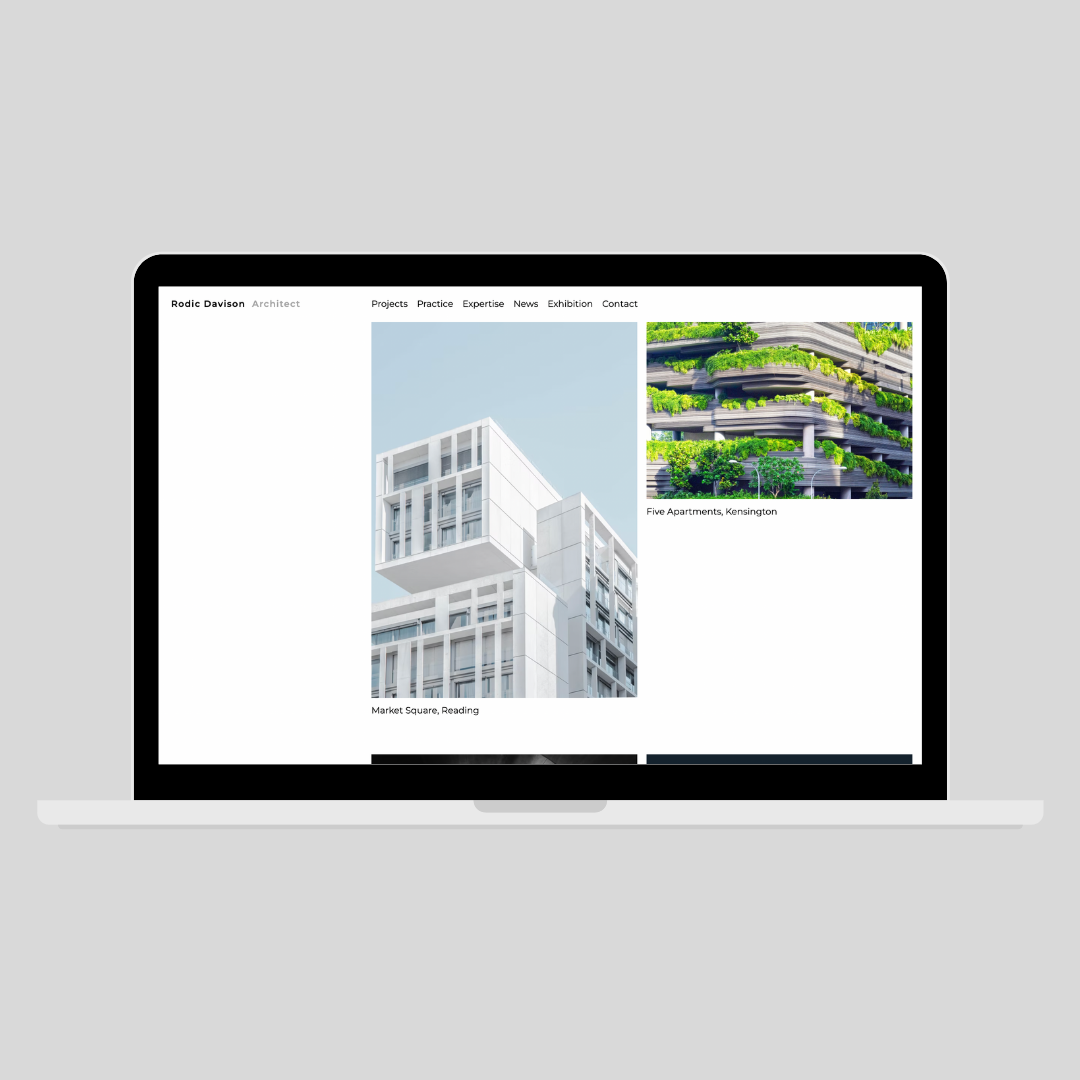 Rodic Davison Architect
Projects Practice Expertise News Exhibition Contact
Five Apartments, Kensington
Market Square, Reading